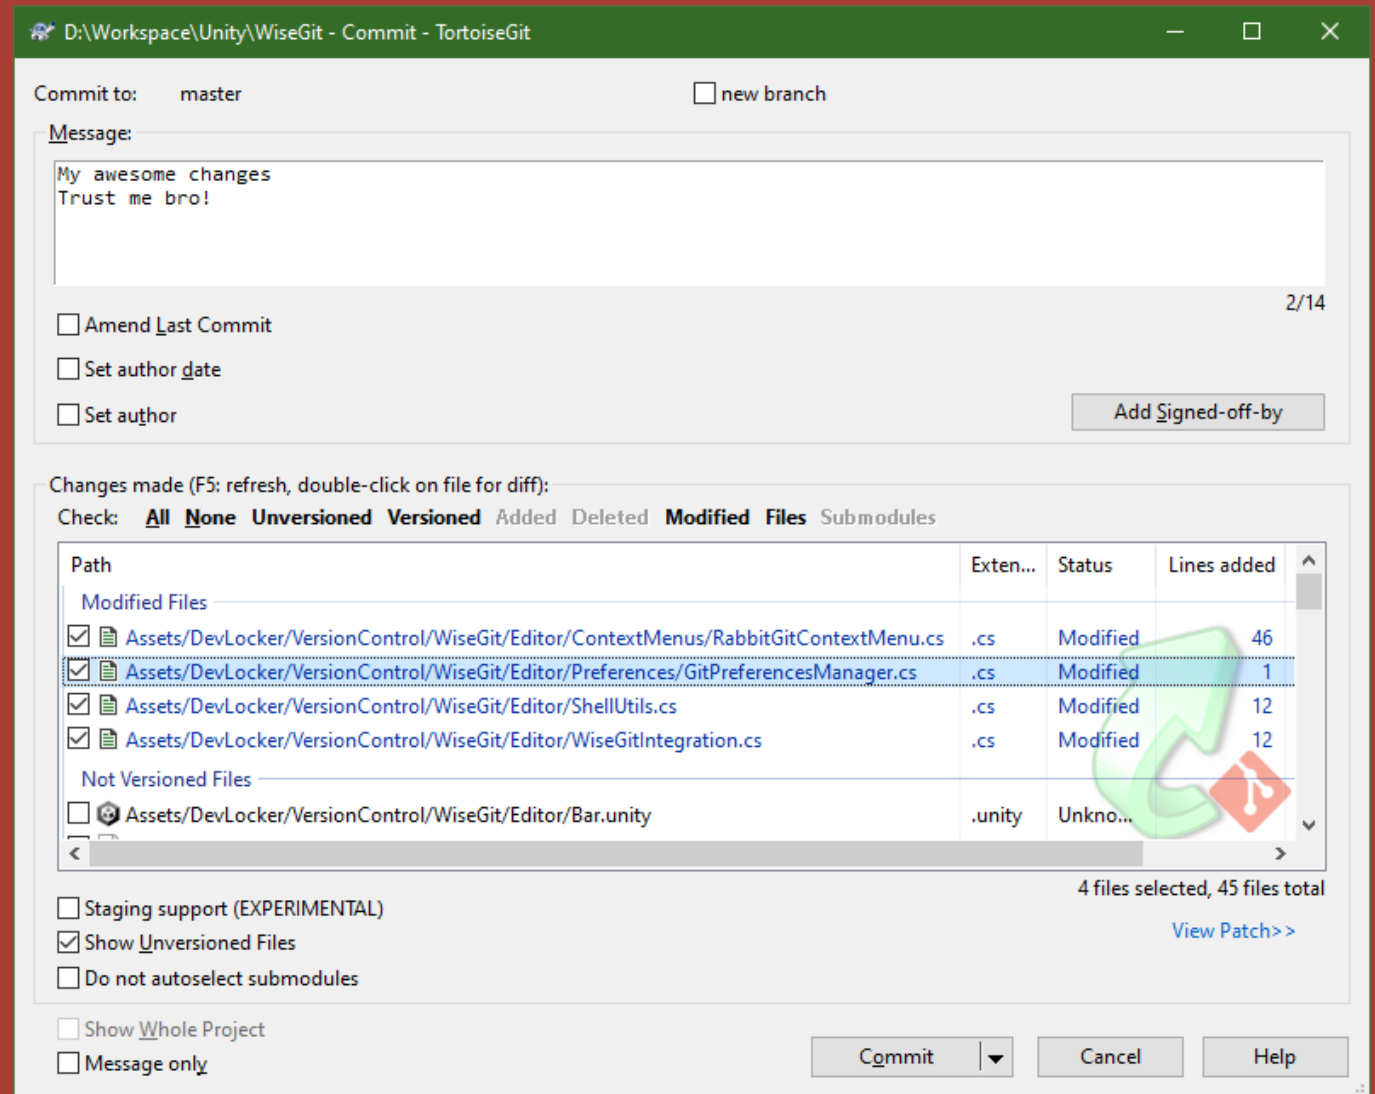 D:\Workspace\Unity\WiseGit - Commit - TortoiseGit
Commit to: master new branch
Message:
My awesome changes
Trust me bro!
2/14
Amend Last Commit
Set author date
Set author
Add Signed-off-by
Changes made (F5: refresh, double-click on file for diff):
Check: All None Unversioned Versioned Added Deleted Modified Files Submodules
Path Exten... Status Lines added
Modified Files
Assets/DevLocker/VersionControl/WiseGit/Editor/ContextMenus/RabbitGitContextMenu.cs .cs Modified 46
Assets/DevLocker/VersionControl/WiseGit/Editor/Preferences/GitPreferencesManager.cs .cs Modified 1
Assets/DevLocker/VersionControl/WiseGit/Editor/ShellUtils.cs .cs Modified 12
Assets/DevLocker/VersionControl/WiseGit/Editor/WiseGitIntegration.cs .cs Modified 12
Not Versioned Files
Assets/DevLocker/VersionControl/WiseGit/Editor/Bar.unity .unity Unkno...
4 files selected, 45 files total
Staging support (EXPERIMENTAL)
View Patch>>
Show Unversioned Files
Do not autoselect submodules
Show Whole Project
Message only
Commit Cancel Help